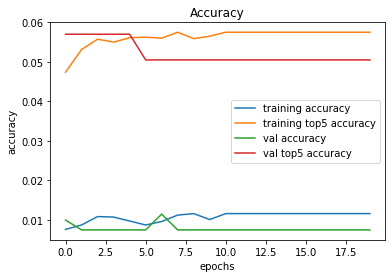 Accuracy
0.06
0.05
0.04
0.03
0.02
0.01
accuracy
training accuracy
training top5 accuracy
val accuracy
val top5 accuracy
0.0 2.5 5.0 7.5 10.0 12.5 15.0 17.5
epochs